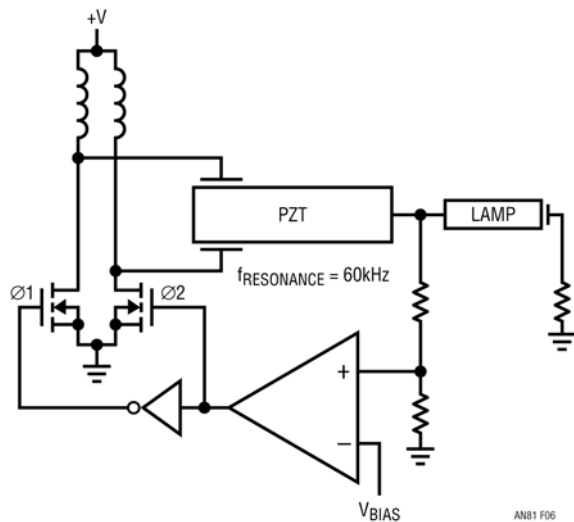 +V
PZT
LAMP
fRESONANCE = 60kHz
Ø1
Ø2
+
−
VBIAS
AN81 F06